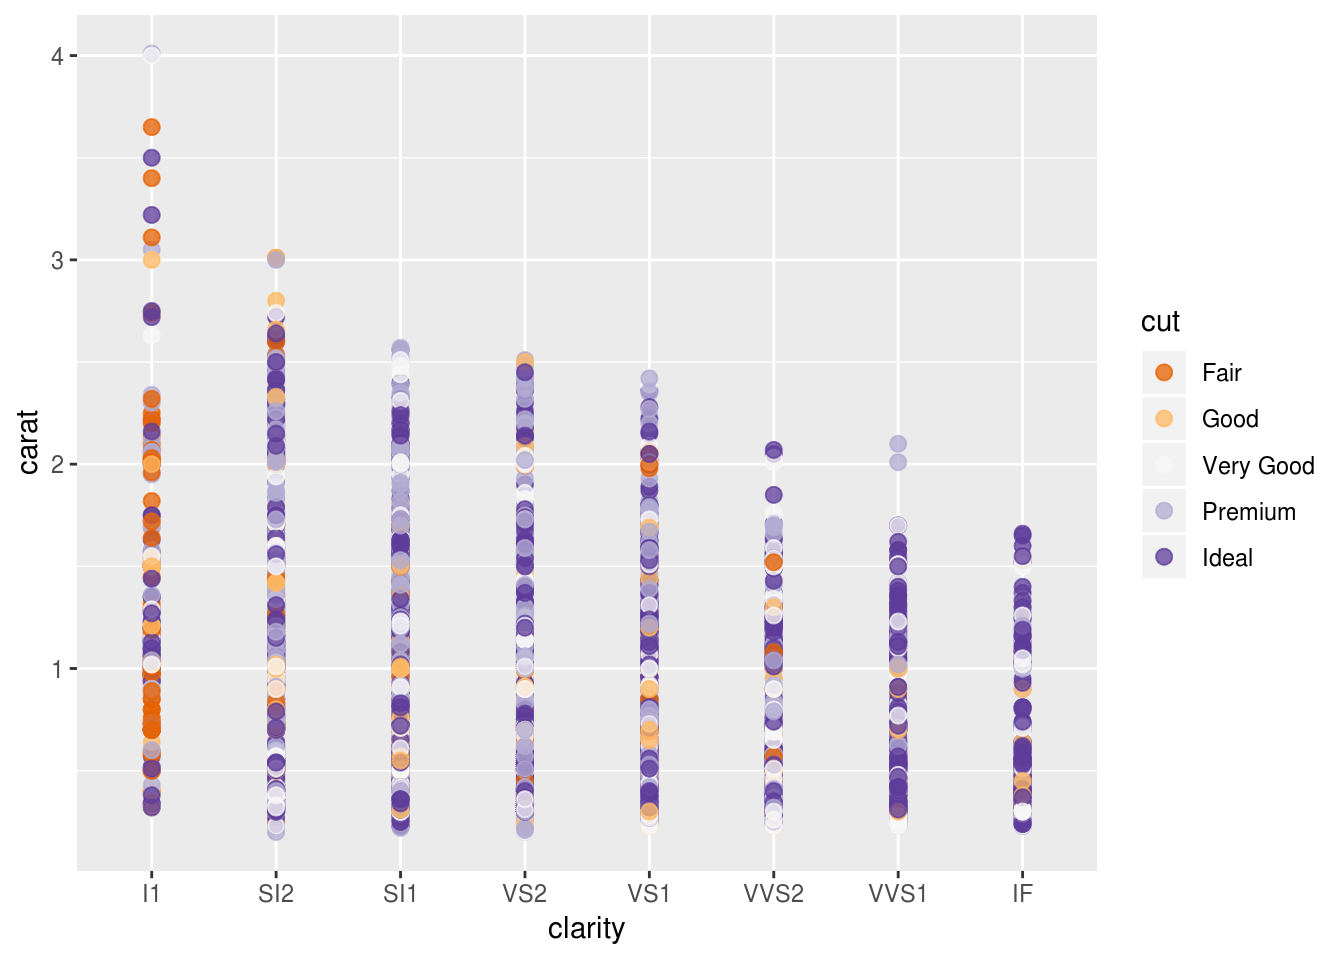 4
3
2
1
carat
I1 SI2 SI1 VS2 VS1 VVS2 VVS1 IF
clarity
cut
Fair
Good
Very Good
Premium
Ideal